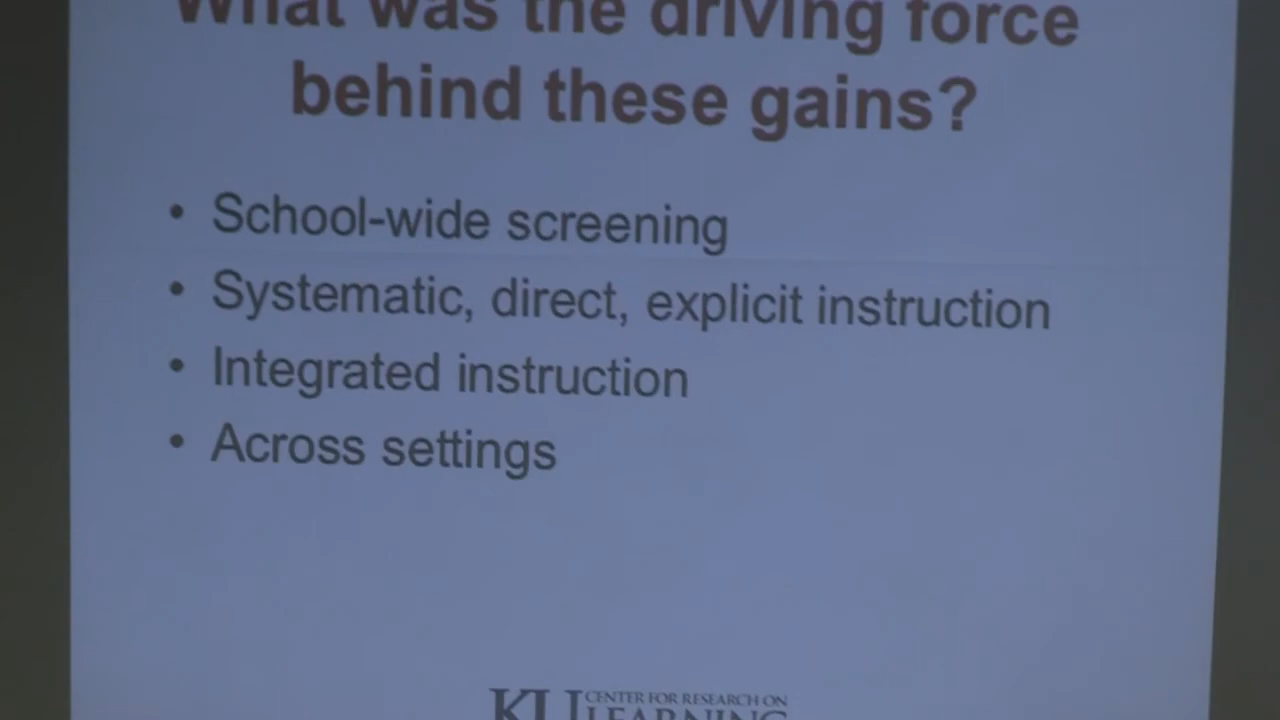 What was the driving force
behind these gains?
• School-wide screening
• Systematic, direct, explicit instruction
• Integrated instruction
• Across settings
KU CENTER FOR RESEARCH ON
LEARNING